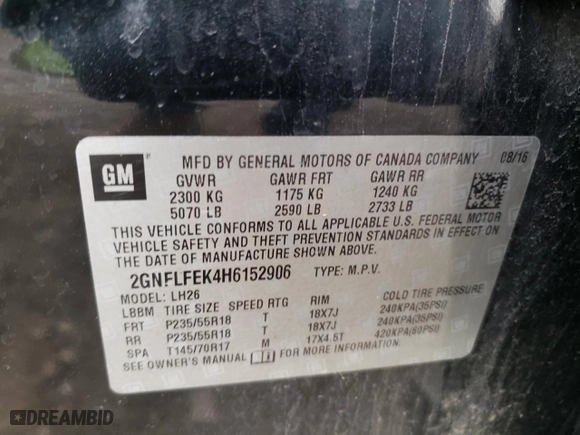 GM
MFD BY GENERAL MOTORS OF CANADA COMPANY 08/16
GVWR GAWR FRT GAWR RR
2300 KG 1175 KG 1240 KG
5070 LB 2590 LB 2733 LB
THIS VEHICLE CONFORMS TO ALL APPLICABLE U.S. FEDERAL MOTOR
VEHICLE SAFETY AND THEFT PREVENTION STANDARDS IN EFFECT ON
THE DATE OF MANUFACTURE SHOWN ABOVE.
2GNFLFEK4H6152906 TYPE: M.P.V.
MODEL: LH26
LBBM TIRE SIZE SPEED RTG RIM COLD TIRE PRESSURE
FRT P235/55R18 T 18X7J 240KPA(35PSI)
RR P235/55R18 T 18X7J 240KPA(35PSI)
SPA T145/70R17 M 17X4.5T 420KPA(60PSI)
SEE OWNER'S MANUAL FOR MORE INFORMATION.
DREAMBID